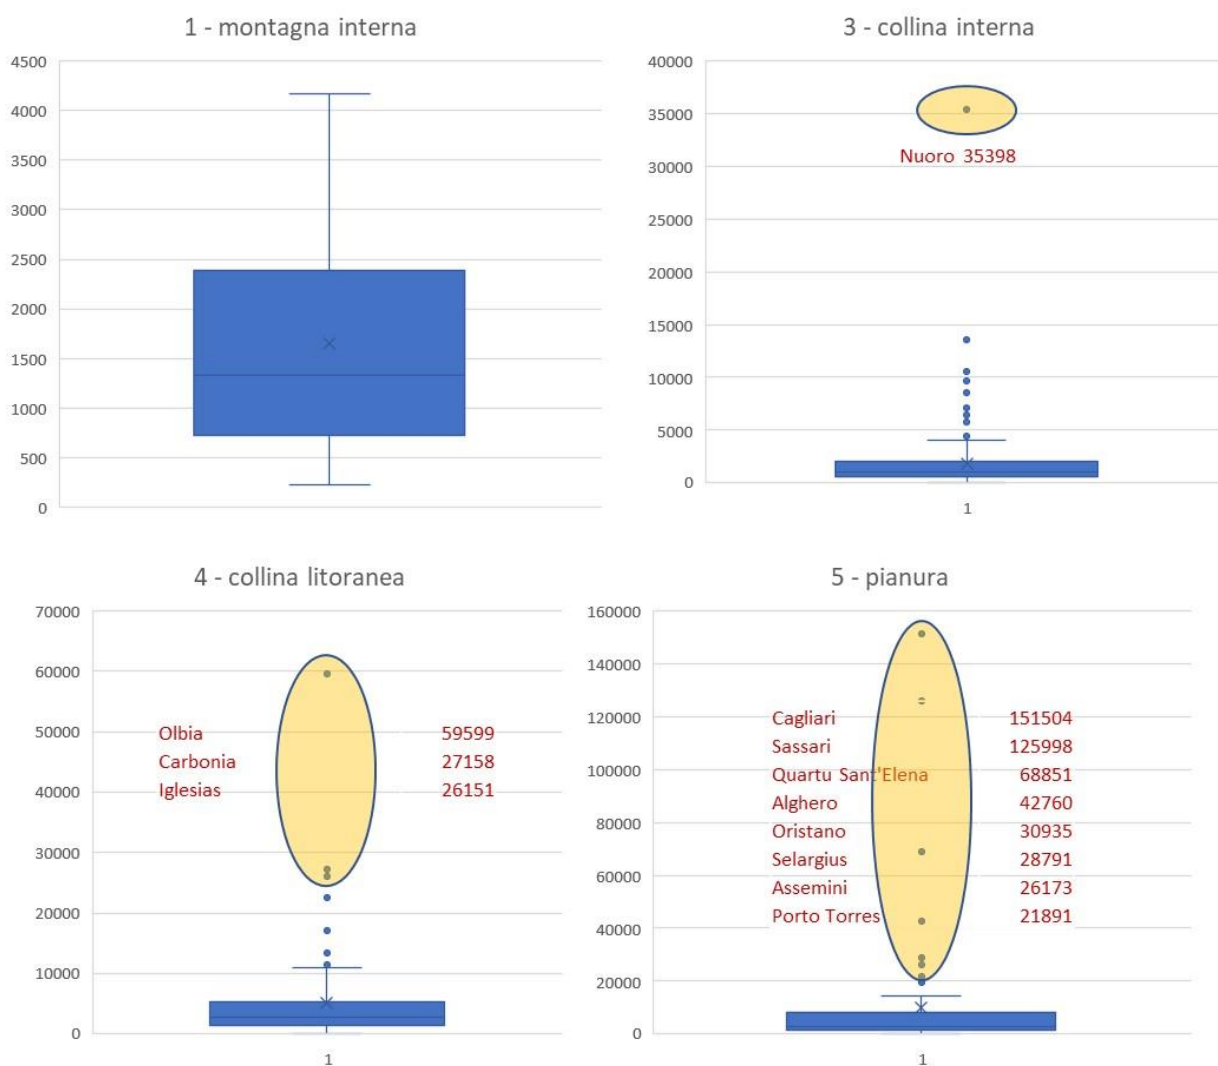 1 - montagna interna
4500
4000
3500
3000
2500
2000
1500
1000
500
0
3 - collina interna
40000
35000
30000
25000
20000
15000
10000
5000
0
Nuoro 35398
1
4 - collina litoranea
70000
60000
50000
40000
30000
20000
10000
0
Olbia 59599
Carbonia 27158
Iglesias 26151
1
5 - pianura
160000
140000
120000
100000
80000
60000
40000
20000
0
Cagliari 151504
Sassari 125998
Quartu Sant'Elena 68851
Alghero 42760
Oristano 30935
Selargius 28791
Assemini 26173
Porto Torres 21891
1